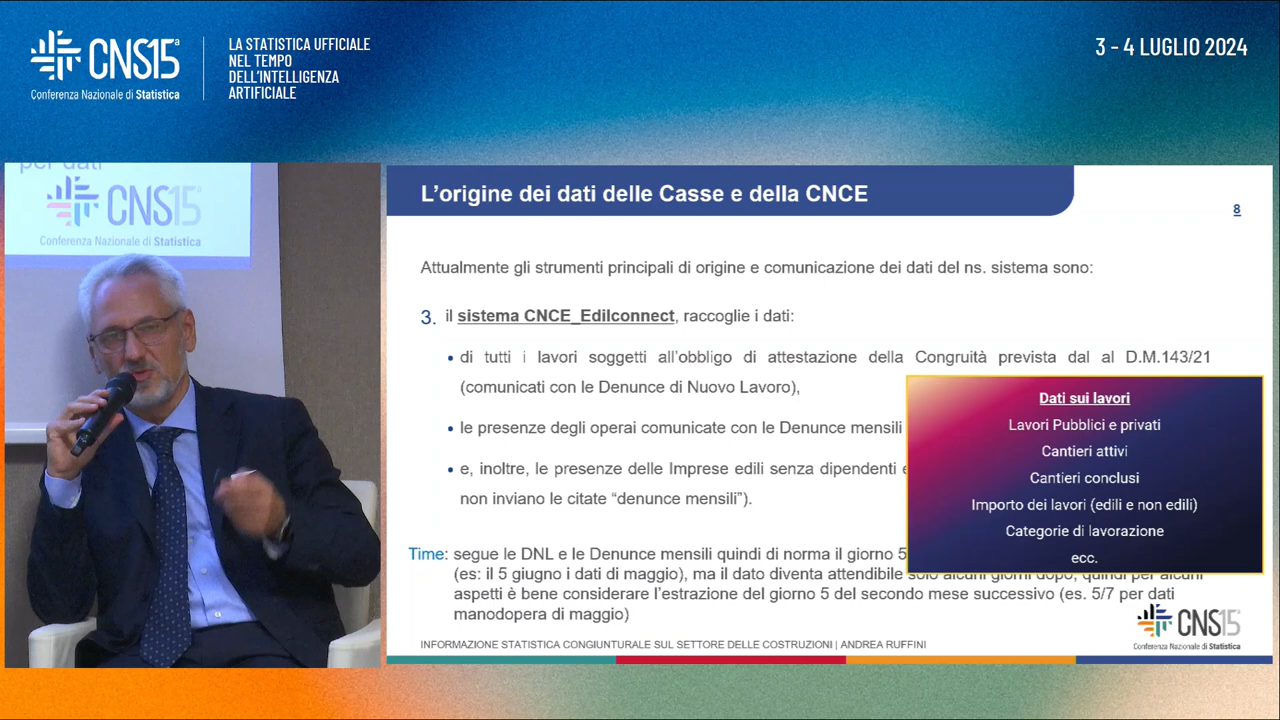 CNS15ª
Conferenza Nazionale di Statistica
LA STATISTICA UFFICIALE
NEL TEMPO
DELL'INTELLIGENZA
ARTIFICIALE
3 - 4 LUGLIO 2024
per dati
CNS15ª
Conferenza Nazionale di Statistica
L'origine dei dati delle Casse e della CNCE
8
Attualmente gli strumenti principali di origine e comunicazione dei dati del ns. sistema sono:
3. il sistema CNCE_Edilconnect, raccoglie i dati:
• di tutti i lavori soggetti all'obbligo di attestazione della Congruità prevista dal al D.M.143/21
(comunicati con le Denunce di Nuovo Lavoro),
• le presenze degli operai comunicate con le Denunce mensili
• e, inoltre, le presenze delle Imprese edili senza dipendenti
non inviano le citate “denunce mensili”).
Dati sui lavori
Lavori Pubblici e privati
Cantieri attivi
Cantieri conclusi
Importo dei lavori (edili e non edili)
Categorie di lavorazione
ecc.
Time: segue le DNL e le Denunce mensili quindi di norma il giorno 5
(es: il 5 giugno i dati di maggio), ma il dato diventa attendibile solo alcuni giorni dopo, quindi per alcuni
aspetti è bene considerare l'estrazione del giorno 5 del secondo mese successivo (es. 5/7 per dati
manodopera di maggio)
INFORMAZIONE STATISTICA CONGIUNTURALE SUL SETTORE DELLE COSTRUZIONI | ANDREA RUFFINI
CNS15ª
Conferenza Nazionale di Statistica